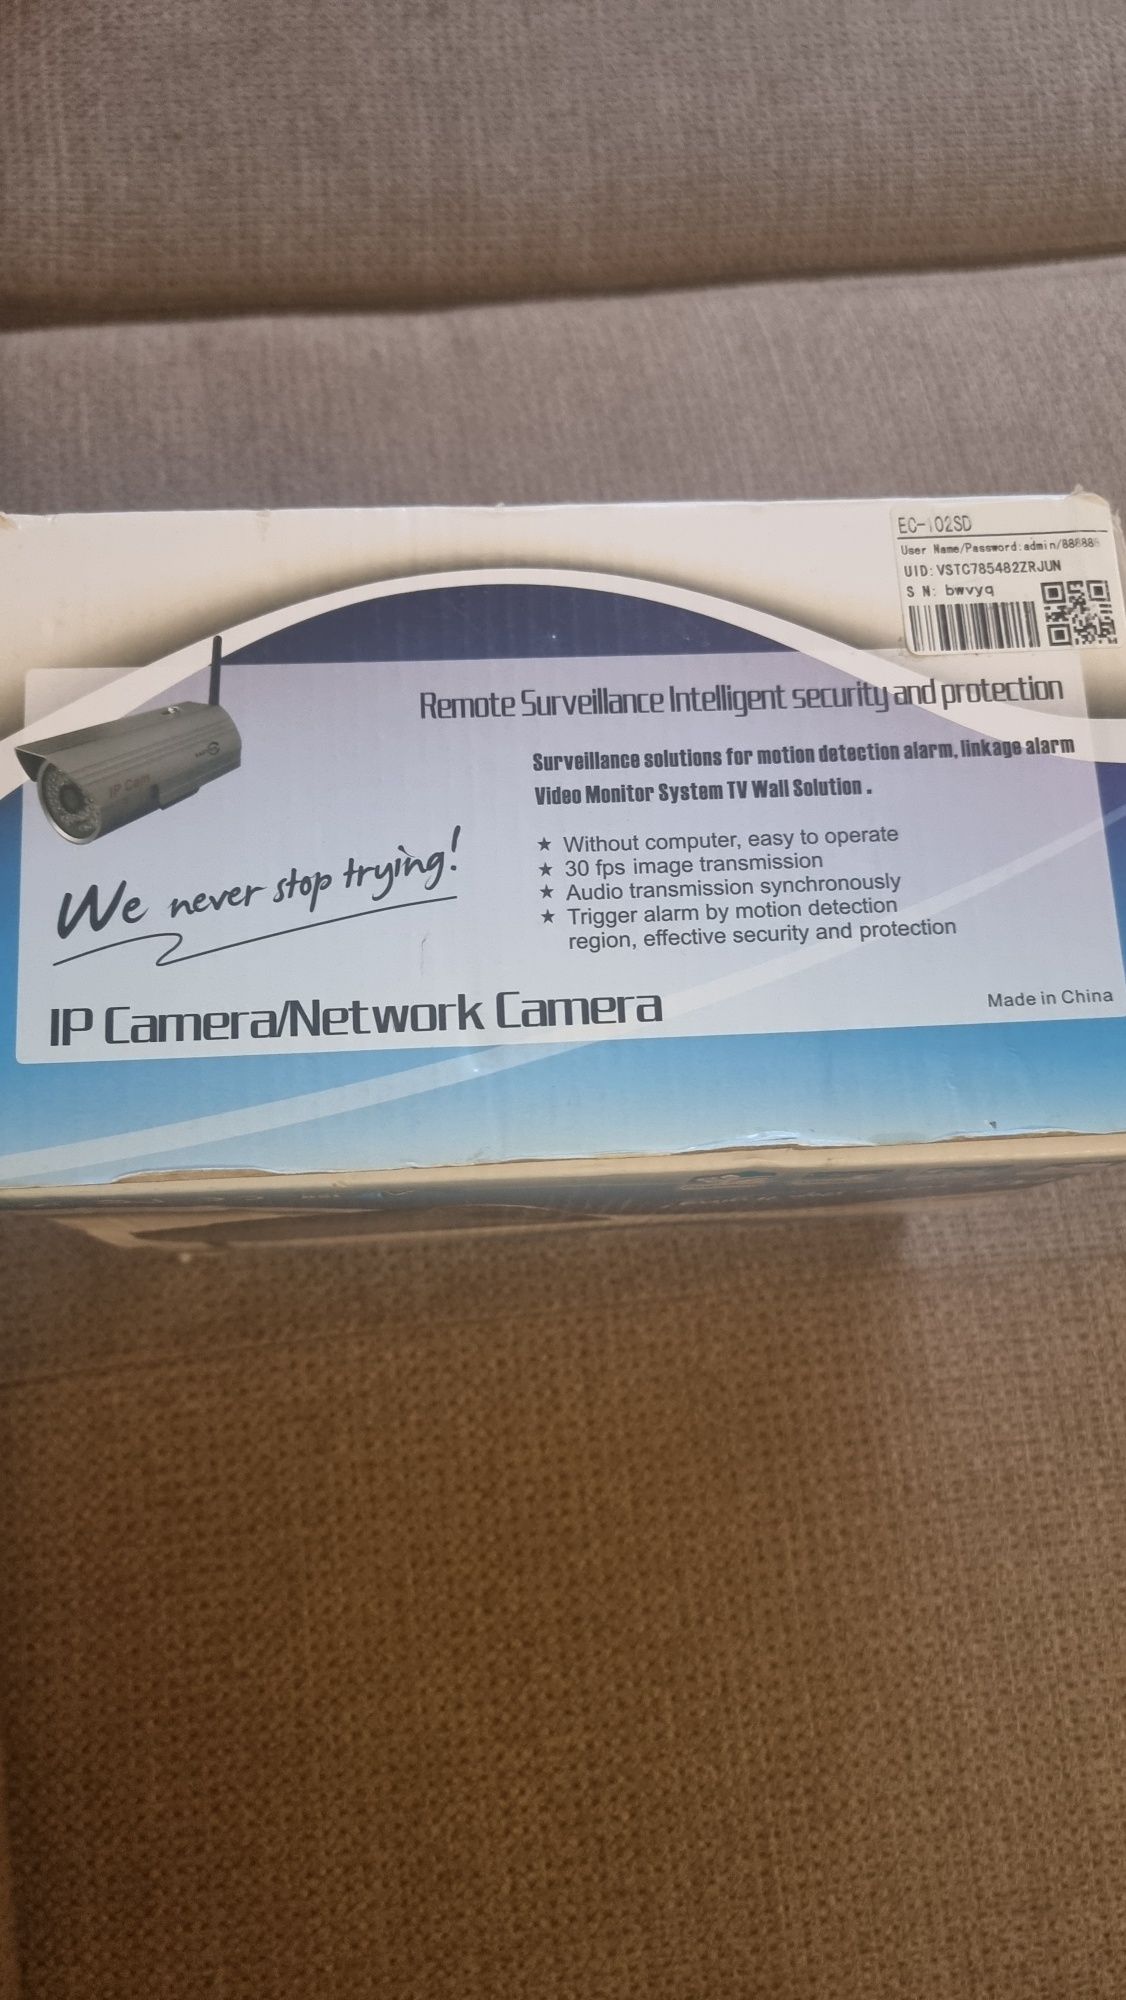 EC-102SD
User Name/Password:admin/888888
UID:VSTC785482ZRJUN
S N: bwvyq
Remote Surveillance Intelligent security and protection
Surveillance solutions for motion detection alarm, linkage alarm
Video Monitor System TV Wall Solution .
★ Without computer, easy to operate
★ 30 fps image transmission
★ Audio transmission synchronously
★ Trigger alarm by motion detection
region, effective security and protection
IP Cam
We never stop trying!
IP Camera/Network Camera
Made in China